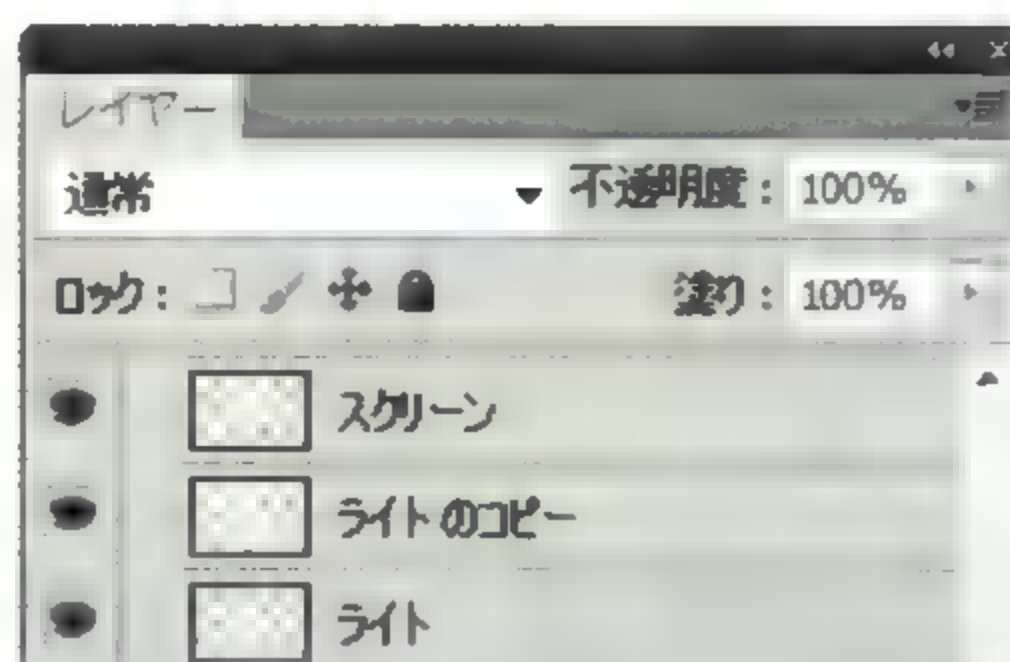 レイヤー
通常 不透明度： 100%
ロック： 塗り： 100%
スクリーン
ライト のコピー
ライト